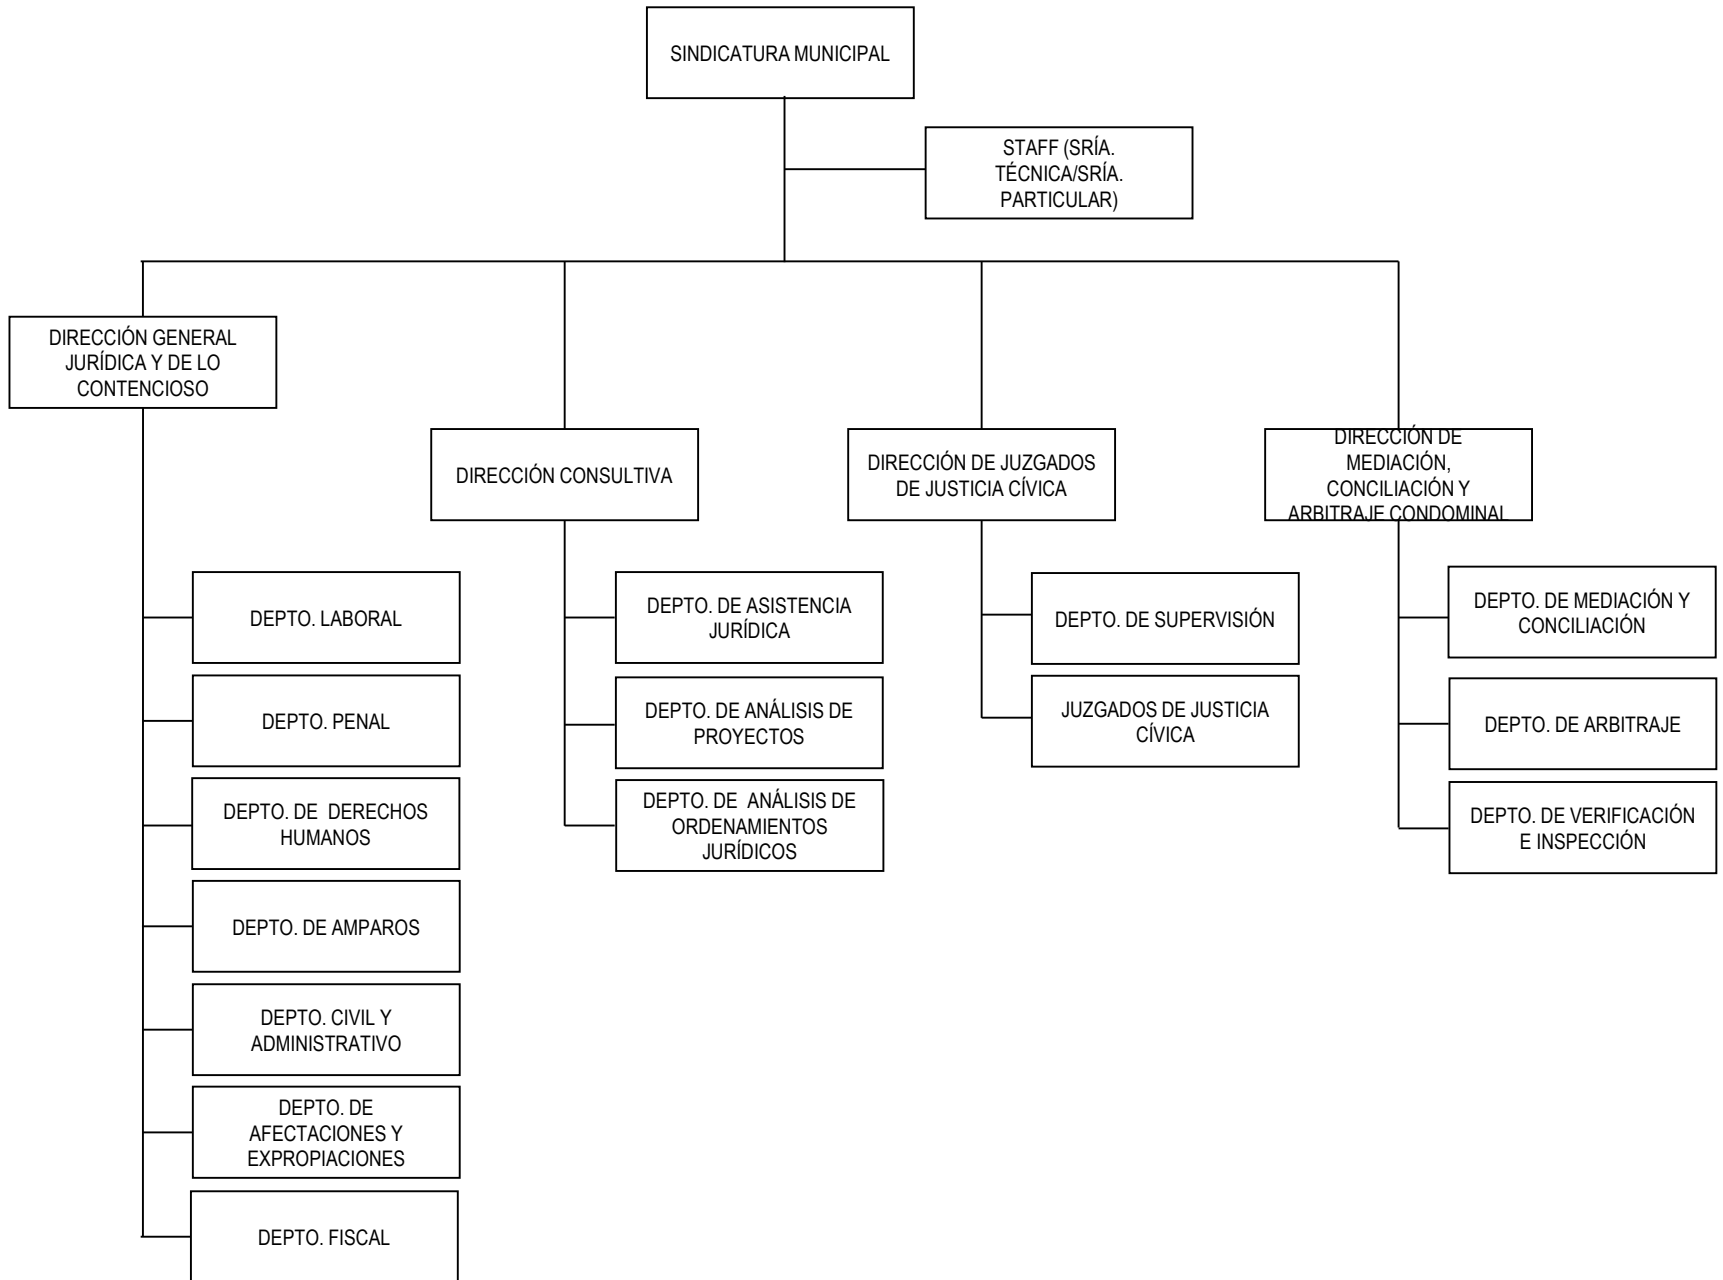 SINDICATURA MUNICIPAL
STAFF (SRÍA.
TÉCNICA/SRÍA.
PARTICULAR)
DIRECCIÓN GENERAL
JURÍDICA Y DE LO
CONTENCIOSO
DIRECCIÓN CONSULTIVA
DIRECCIÓN DE JUZGADOS
DE JUSTICIA CÍVICA
DIRECCIÓN DE
MEDIACIÓN,
CONCILIACIÓN Y
ARBITRAJE CONDOMINAL
DEPTO. LABORAL
DEPTO. PENAL
DEPTO. DE  DERECHOS
HUMANOS
DEPTO. DE AMPAROS
DEPTO. CIVIL Y
ADMINISTRATIVO
DEPTO. DE
AFECTACIONES Y
EXPROPIACIONES
DEPTO. FISCAL
DEPTO. DE ASISTENCIA
JURÍDICA
DEPTO. DE ANÁLISIS DE
PROYECTOS
DEPTO. DE  ANÁLISIS DE
ORDENAMIENTOS
JURÍDICOS
DEPTO. DE SUPERVISIÓN
JUZGADOS DE JUSTICIA
CÍVICA
DEPTO. DE MEDIACIÓN Y
CONCILIACIÓN
DEPTO. DE ARBITRAJE
DEPTO. DE VERIFICACIÓN
E INSPECCIÓN